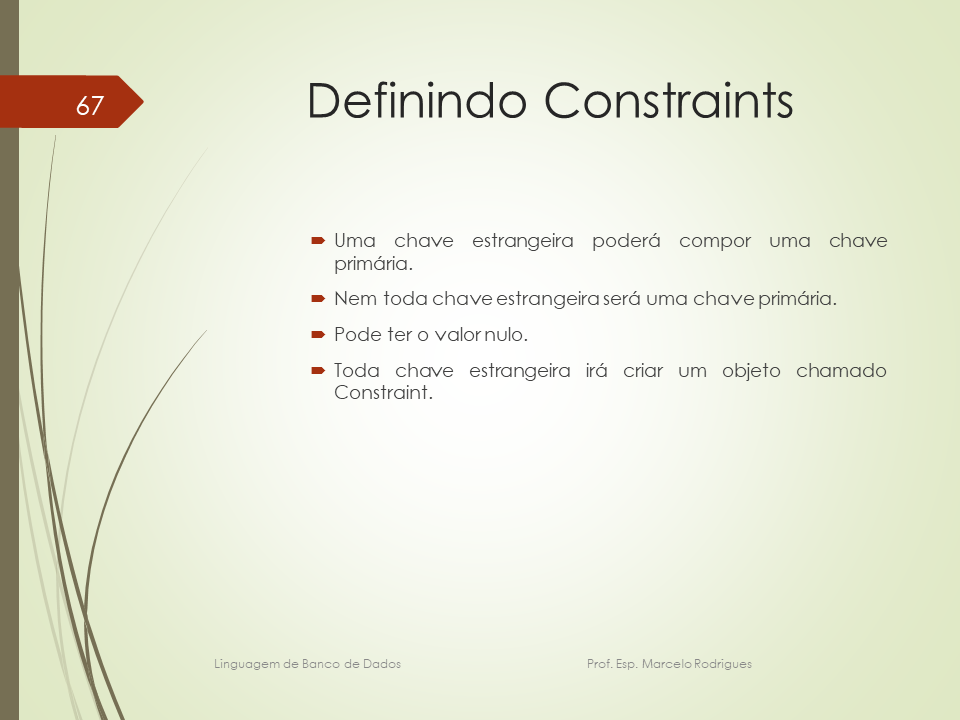 67
Definindo Constraints
Uma chave estrangeira poderá compor uma chave
primária.
Nem toda chave estrangeira será uma chave primária.
Pode ter o valor nulo.
Toda chave estrangeira irá criar um objeto chamado
Constraint.
Linguagem de Banco de Dados Prof. Esp. Marcelo Rodrigues